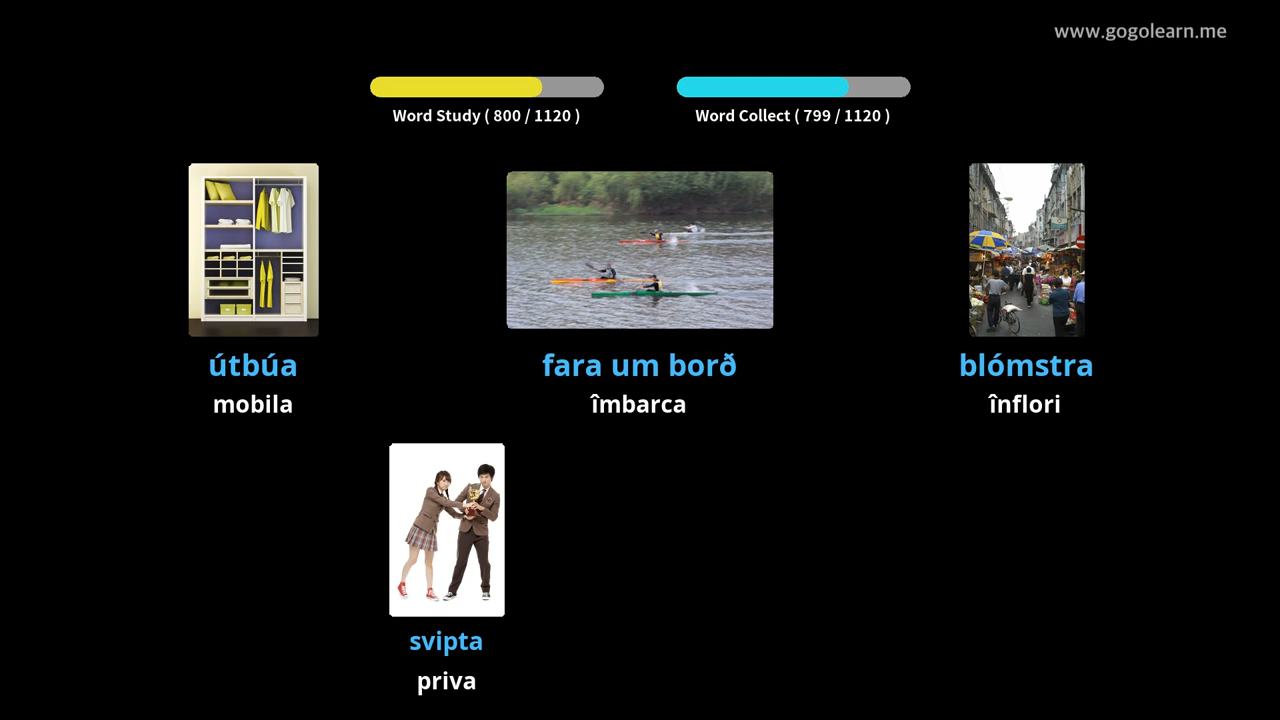 www.gogolearn.me
Word Study ( 800 / 1120 )
Word Collect ( 799 / 1120 )
útbúa
fara um borð
blómstra
mobila
îmbarca
înflori
svipta
priva